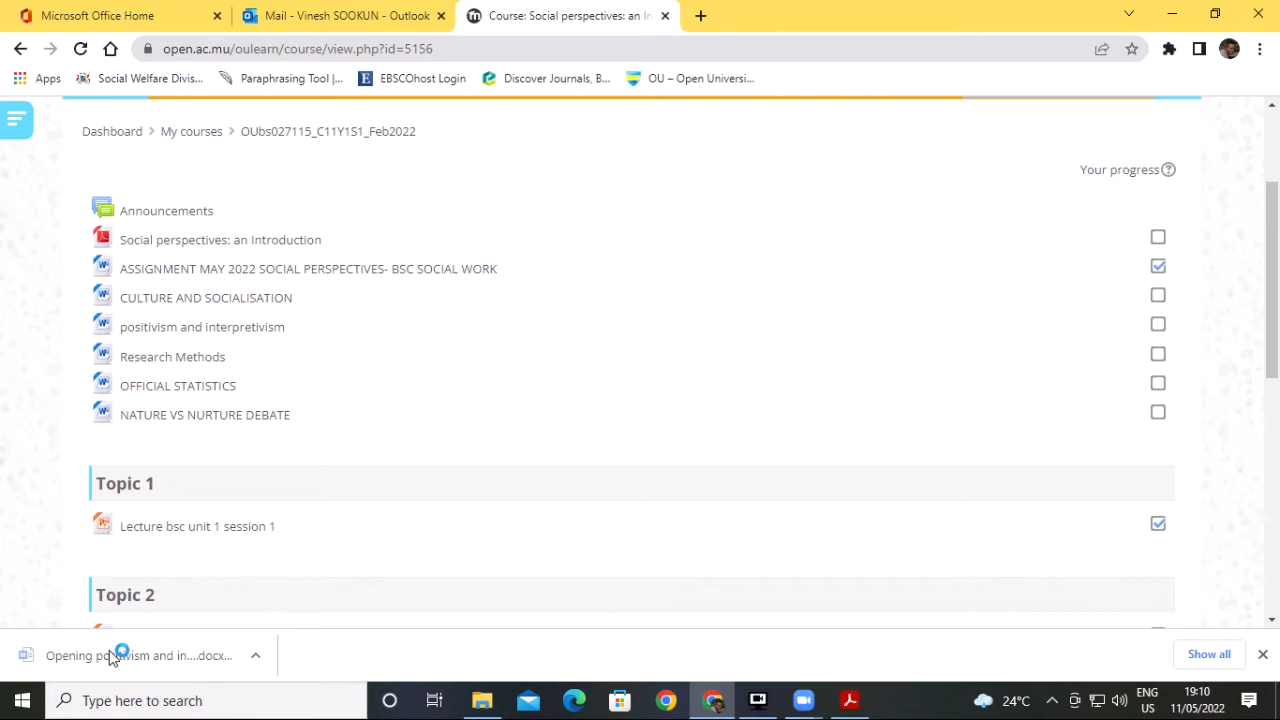 Microsoft Office Home
Mail - Vinesh SOOKUN - Outlook
Course: Social perspectives: an In
open.ac.mu/oulearn/course/view.php?id=5156
Apps
Social Welfare Divis...
Paraphrasing Tool |...
EBSCOhost Login
Discover Journals, B...
OU – Open Universi...
Dashboard > My courses > OUbs027115_C11Y1S1_Feb2022
Your progress
Announcements
Social perspectives: an Introduction
ASSIGNMENT MAY 2022 SOCIAL PERSPECTIVES- BSC SOCIAL WORK
CULTURE AND SOCIALISATION
positivism and interpretivism
Research Methods
OFFICIAL STATISTICS
NATURE VS NURTURE DEBATE
Topic 1
Lecture bsc unit 1 session 1
Topic 2
Opening positivism and in....docx...
Show all
Type here to search
24°C
ENG
US
19:10
11/05/2022